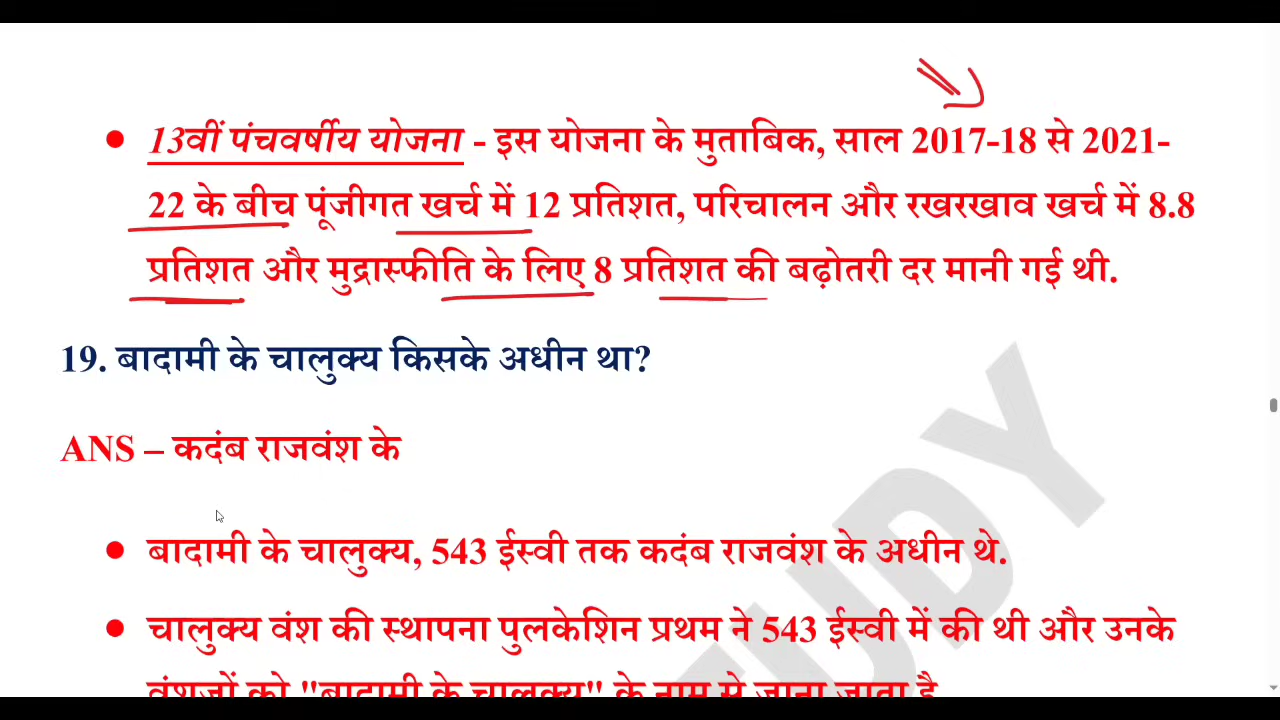 • 13वीं पंचवर्षीय योजना - इस योजना के मुताबिक, साल 2017-18 से 2021-
22 के बीच पूंजीगत खर्च में 12 प्रतिशत, परिचालन और रखरखाव खर्च में 8.8
प्रतिशत और मुद्रास्फीति के लिए 8 प्रतिशत की बढ़ोतरी दर मानी गई थी.
19. बादामी के चालुक्य किसके अधीन था?
ANS – कदंब राजवंश के
• बादामी के चालुक्य, 543 ईस्वी तक कदंब राजवंश के अधीन थे.
• चालुक्य वंश की स्थापना पुलकेशिन प्रथम ने 543 ईस्वी में की थी और उनके
वंशजों को "बादामी के चालुक्य" के नाम से जाना जाता है
TUDY